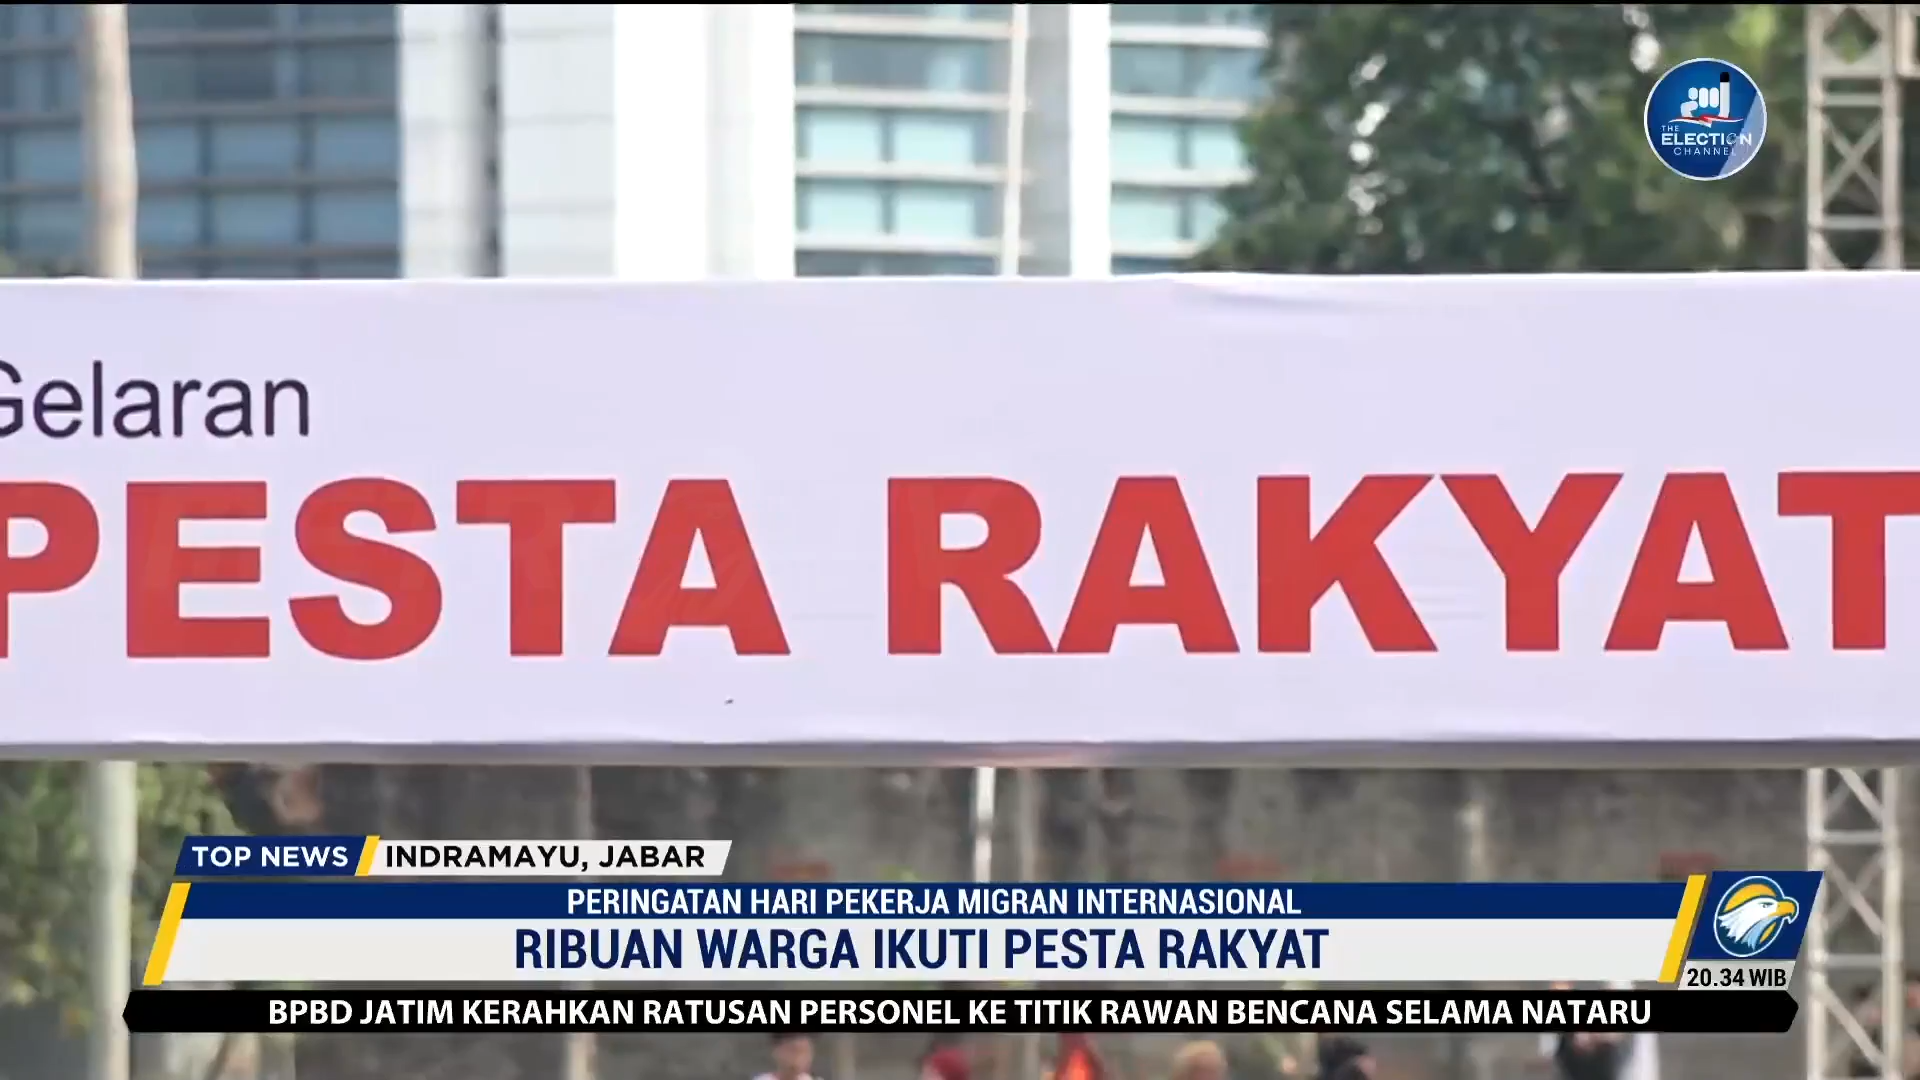 THE
ELECTION
CHANNEL
Gelaran
PESTA RAKYAT
TOP NEWS INDRAMAYU, JABAR
PERINGATAN HARI PEKERJA MIGRAN INTERNASIONAL
RIBUAN WARGA IKUTI PESTA RAKYAT
20.34 WIB
BPBD JATIM KERAHKAN RATUSAN PERSONEL KE TITIK RAWAN BENCANA SELAMA NATARU